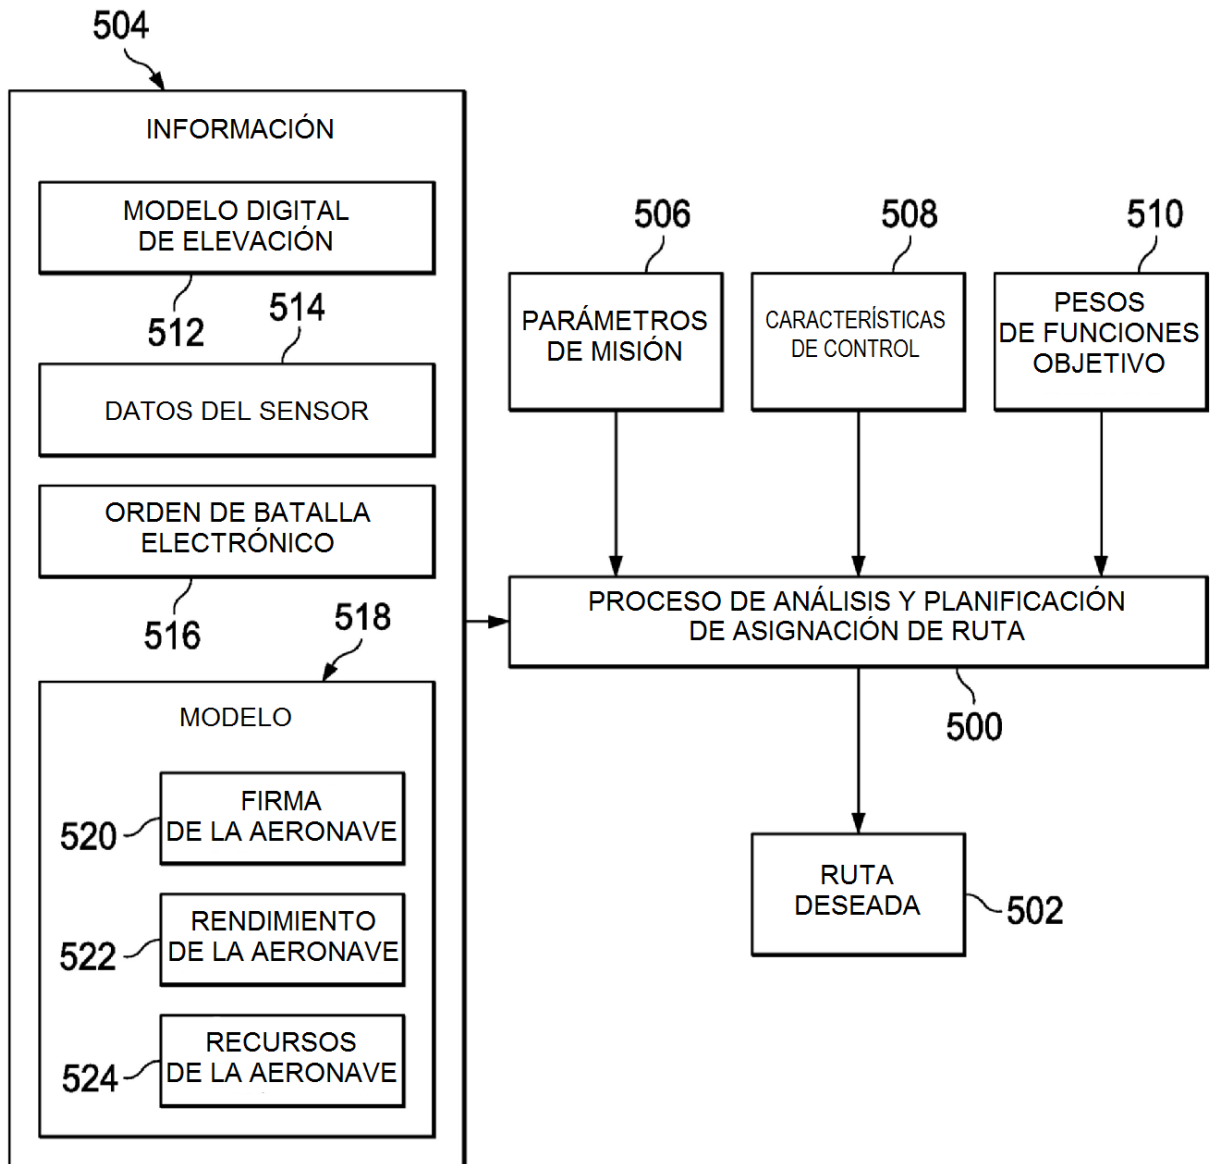 504
INFORMACIÓN
MODELO DIGITAL
DE ELEVACIÓN
512
514
DATOS DEL SENSOR
ORDEN DE BATALLA
ELECTRÓNICO
516
518
MODELO
FIRMA
DE LA AERONAVE
520
RENDIMIENTO
DE LA AERONAVE
522
RECURSOS
DE LA AERONAVE
524
506
PARÁMETROS
DE MISIÓN
508
CARACTERÍSTICAS
DE CONTROL
510
PESOS
DE FUNCIONES
OBJETIVO
PROCESO DE ANÁLISIS Y PLANIFICACIÓN
DE ASIGNACIÓN DE RUTA
500
RUTA
DESEADA
502